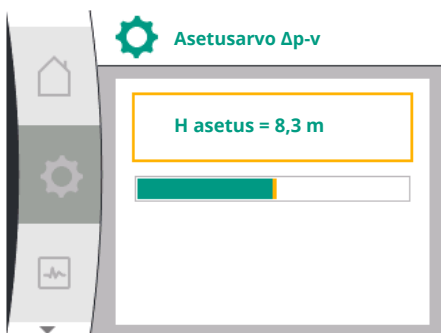 Asetusarvo Δp-v
H asetus = 8,3 m